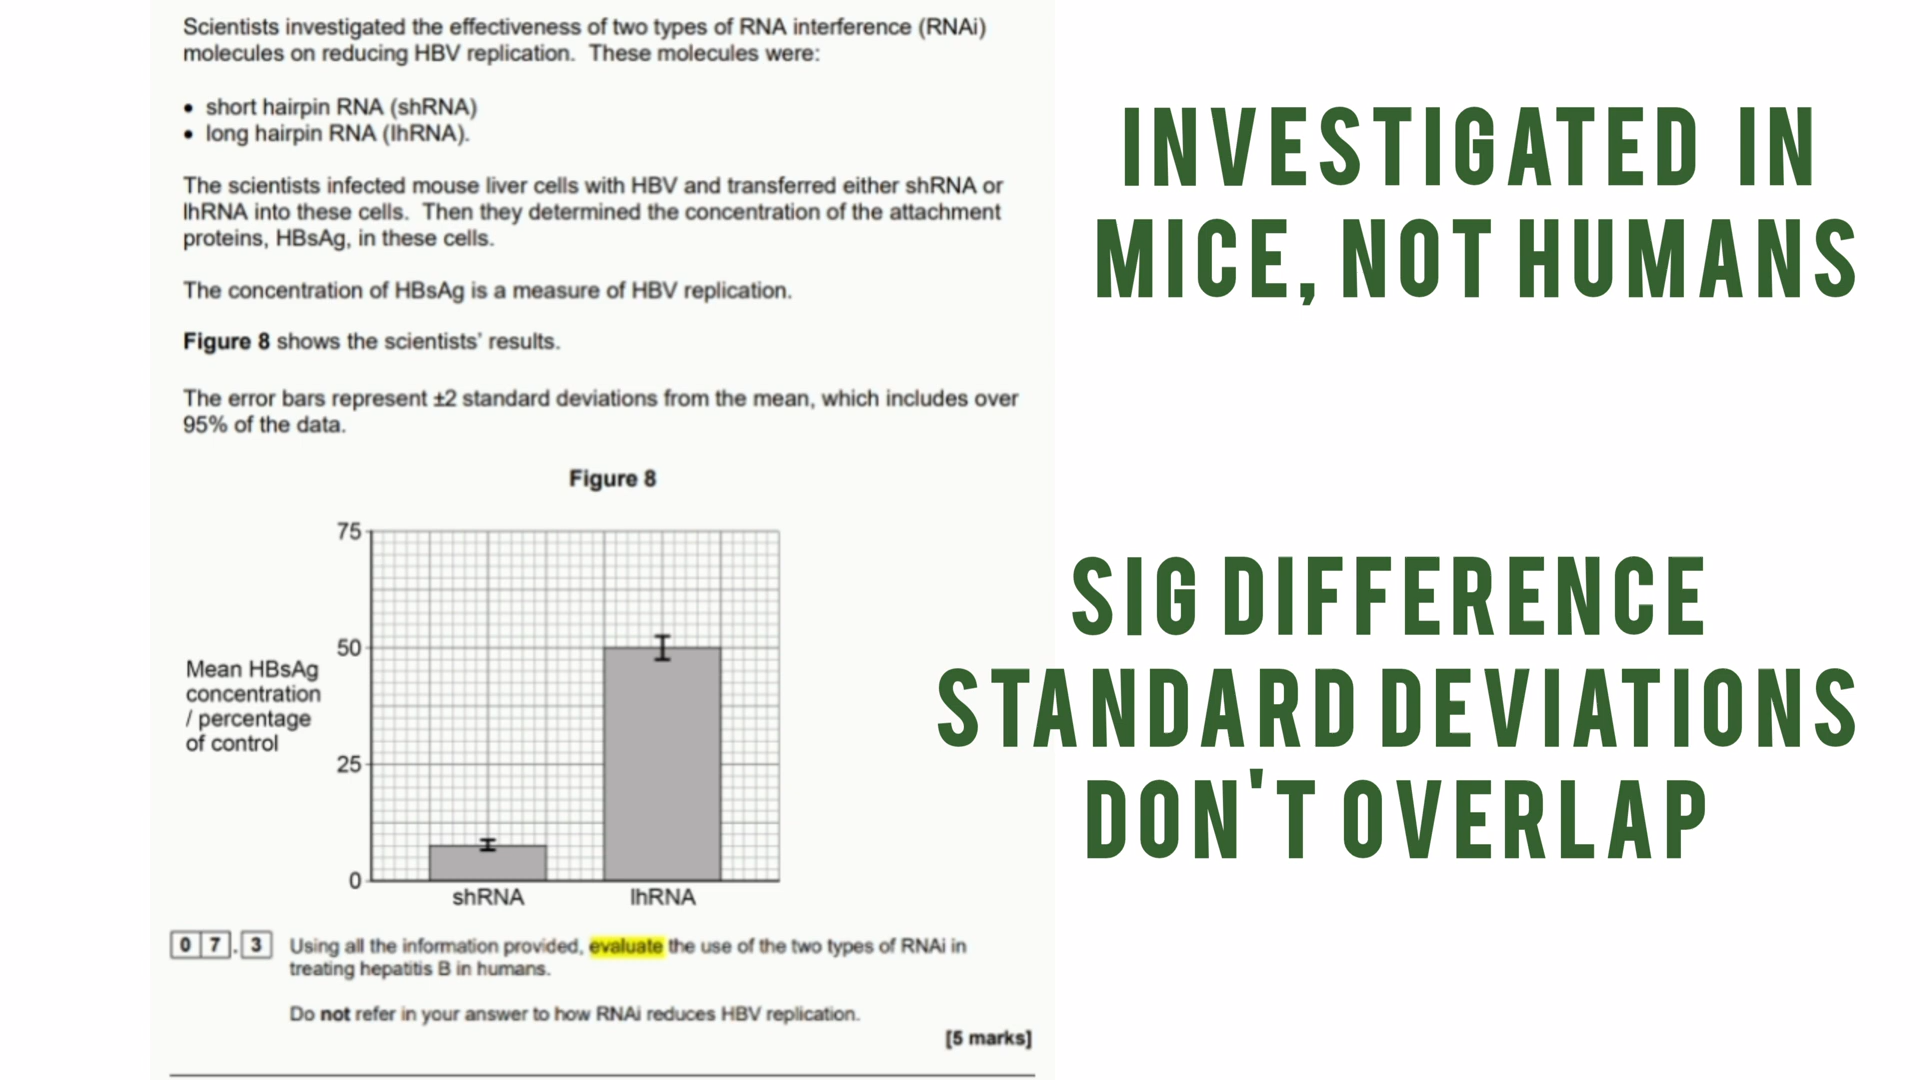 Scientists investigated the effectiveness of two types of RNA interference (RNAi)
molecules on reducing HBV replication. These molecules were:
• short hairpin RNA (shRNA)
• long hairpin RNA (lhRNA).
The scientists infected mouse liver cells with HBV and transferred either shRNA or
lhRNA into these cells. Then they determined the concentration of the attachment
proteins, HBsAg, in these cells.
The concentration of HBsAg is a measure of HBV replication.
Figure 8 shows the scientists' results.
The error bars represent ±2 standard deviations from the mean, which includes over
95% of the data.
Figure 8
75
50
25
0
Mean HBsAg
concentration
/ percentage
of control
shRNA lhRNA
07.3 Using all the information provided, evaluate the use of the two types of RNAi in
treating hepatitis B in humans.
Do not refer in your answer to how RNAi reduces HBV replication.
[5 marks]
INVESTIGATED IN
MICE, NOT HUMANS
SIG DIFFERENCE
STANDARD DEVIATIONS
DON'T OVERLAP